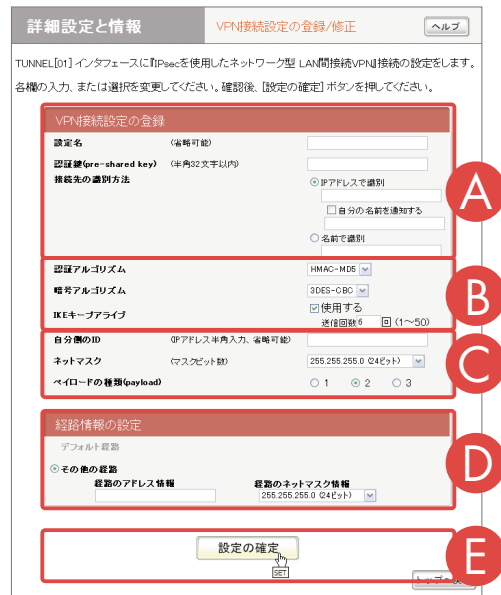 詳細設定と情報
VPN接続設定の登録/修正
ヘルプ
TUNNEL[01] インタフェースに『IPsecを使用したネットワーク型 LAN間接続VPN』接続の設定をします。
各欄の入力、または選択を変更してください。確認後、[設定の確定] ボタンを押してください。
VPN接続設定の登録
設定名 (省略可能)
認証鍵(pre-shared key) (半角32文字以内)
接続先の識別方法
IPアドレスで識別
自分の名前を通知する
名前で識別
A
認証アルゴリズム HMAC-MD5
暗号アルゴリズム 3DES-CBC
IKEキープアライブ 使用する
送信回数 6 回 (1〜50)
B
自分側のID (IPアドレス半角入力、省略可能)
ネットマスク (マスクビット数) 255.255.255.0 (24ビット)
ペイロードの種類(payload) 1 2 3
C
経路情報の設定
デフォルト経路
その他の経路
経路のアドレス情報 経路のネットマスク情報
255.255.255.0 (24ビット)
D
設定の確定
SET
E